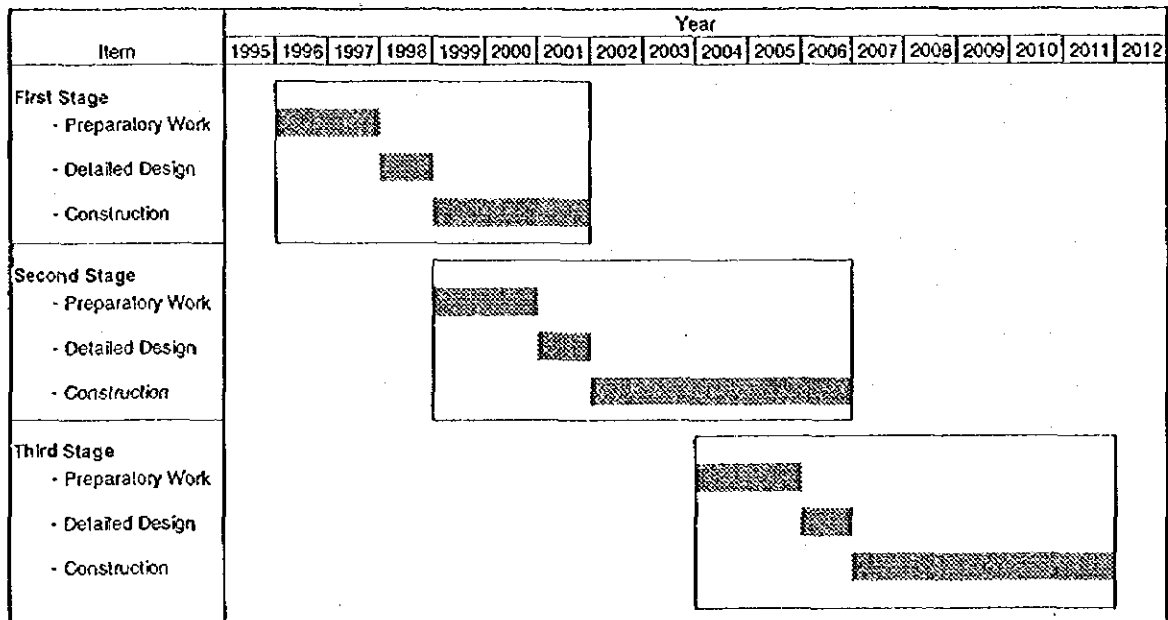 Year
Item 1995 1996 1997 1998 1999 2000 2001 2002 2003 2004 2005 2006 2007 2008 2009 2010 2011 2012
First Stage
- Preparatory Work
- Detailed Design
- Construction
Second Stage
- Preparatory Work
- Detailed Design
- Construction
Third Stage
- Preparatory Work
- Detailed Design
- Construction